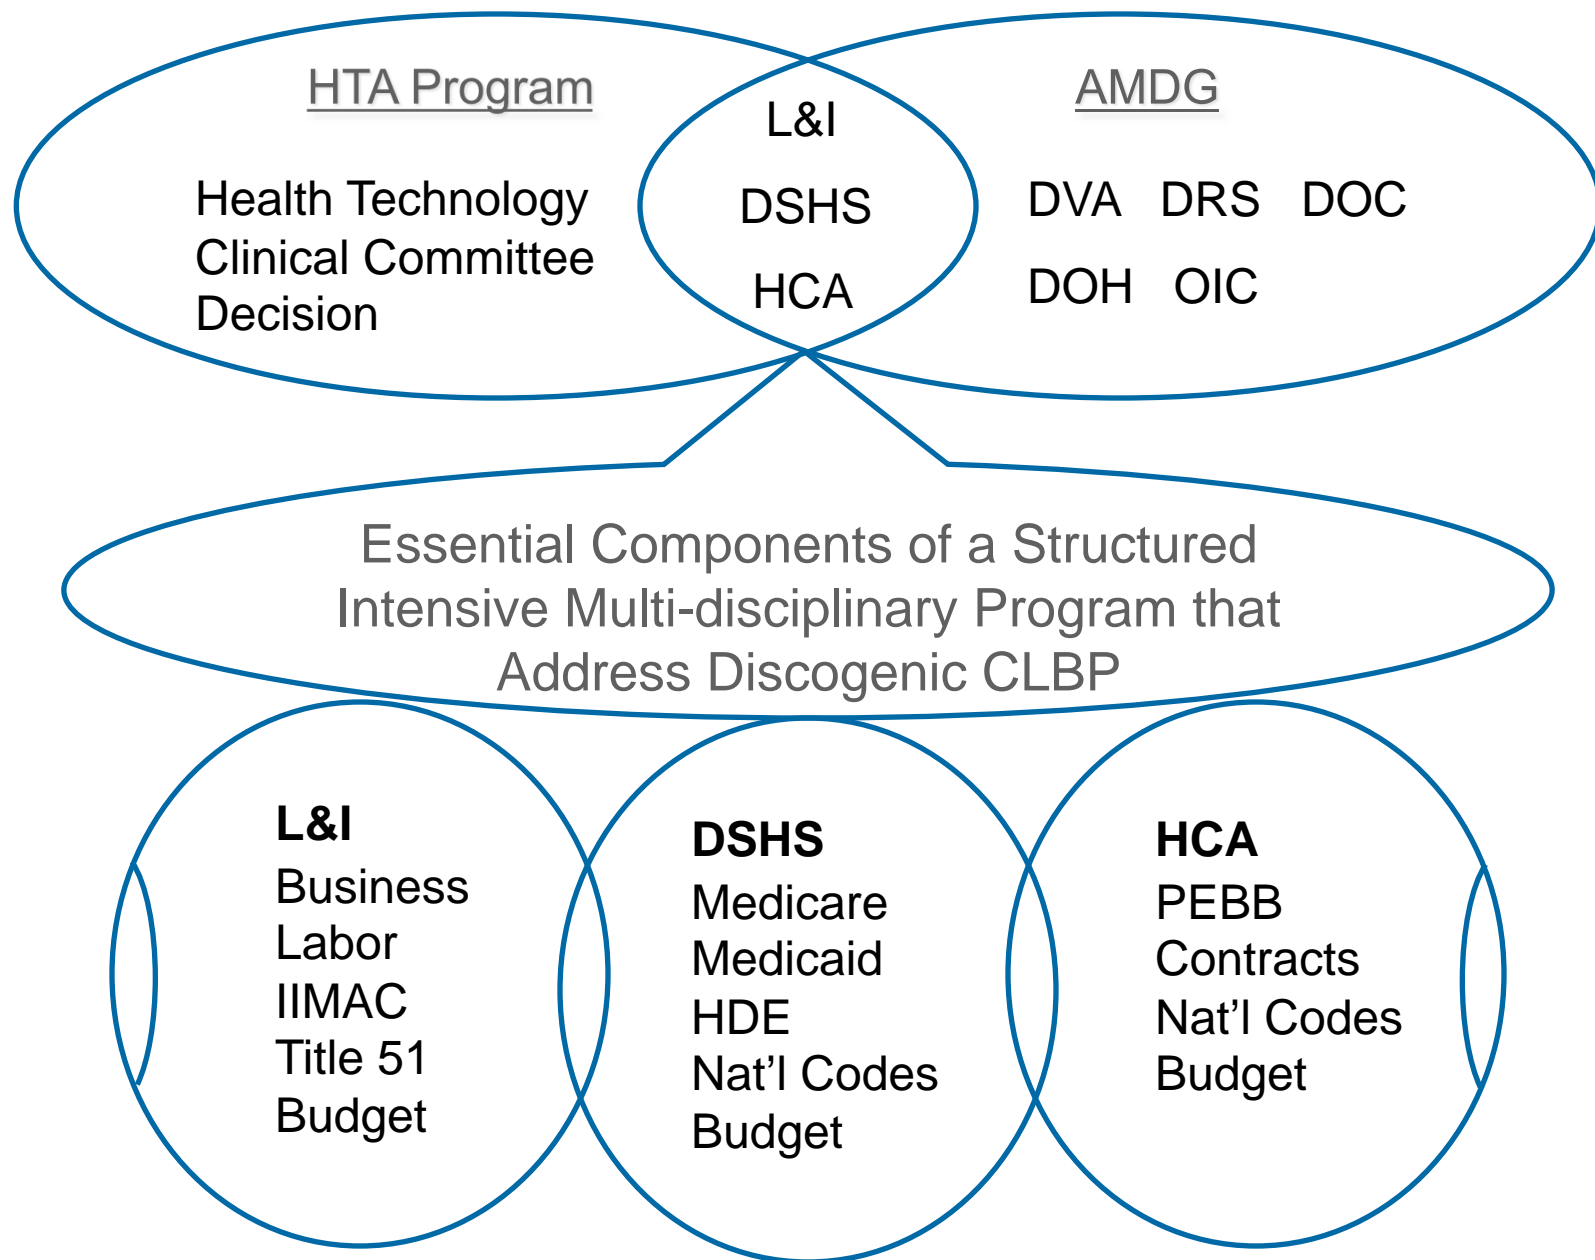 HTA Program
Health Technology
Clinical Committee
Decision
L&I
DSHS
HCA
AMDG
DVA DRS DOC
DOH OIC
Essential Components of a Structured
Intensive Multi-disciplinary Program that
Address Discogenic CLBP
L&I
Business
Labor
IIMAC
Title 51
Budget
DSHS
Medicare
Medicaid
HDE
Nat’l Codes
Budget
HCA
PEBB
Contracts
Nat’l Codes
Budget